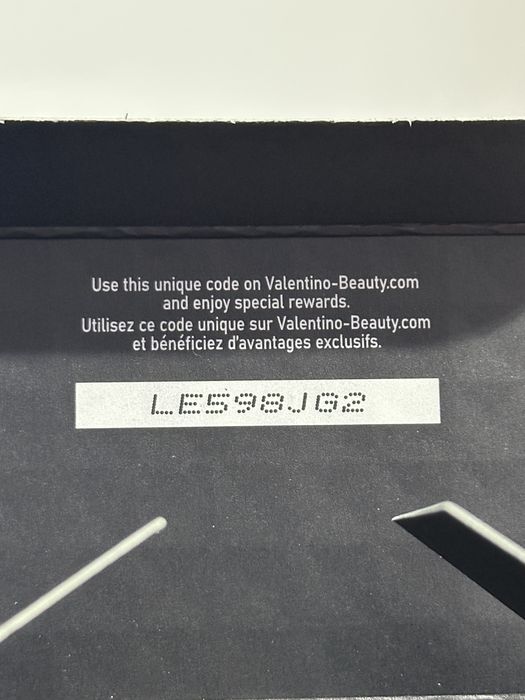 Use this unique code on Valentino-Beauty.com
and enjoy special rewards.
Utilisez ce code unique sur Valentino-Beauty.com
et bénéficiez d'avantages exclusifs.
LE598JG2